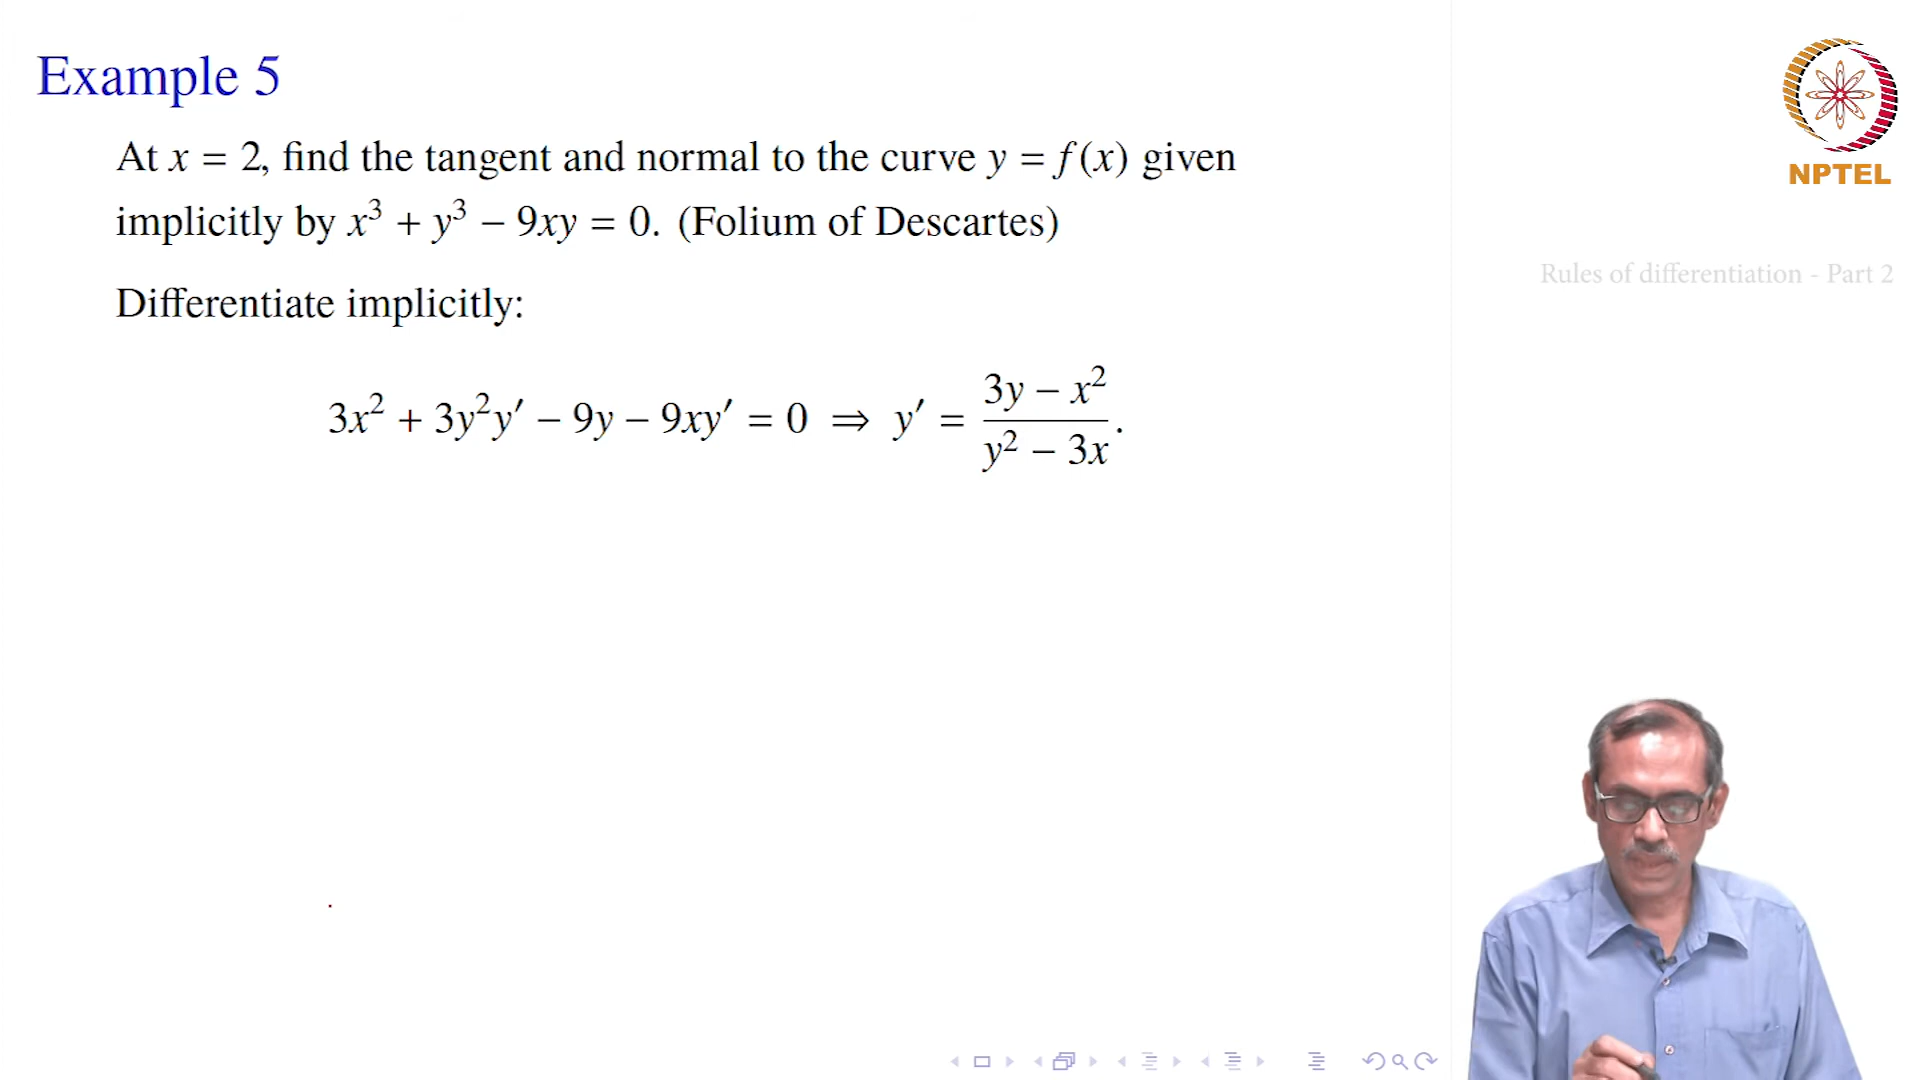 Example 5
At x = 2, find the tangent and normal to the curve y = f(x) given
implicitly by x³ + y³ − 9xy = 0. (Folium of Descartes)
Differentiate implicitly:
3x² + 3y²y′ − 9y − 9xy′ = 0 ⇒ y′ = (3y − x²)/(y² − 3x).
NPTEL
Rules of differentiation - Part 2